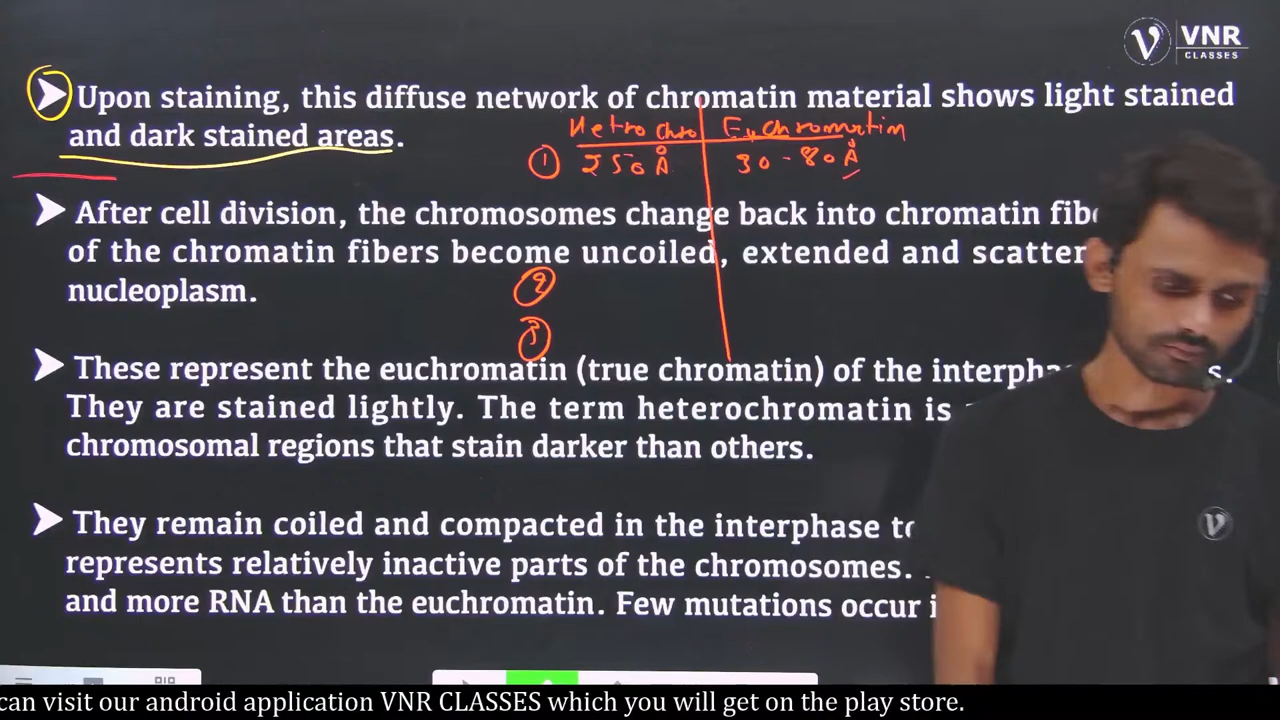 VNR
CLASSES
Upon staining, this diffuse network of chromatin material shows light stained
and dark stained areas.
Hetro chro Euchromatin
① 250Å 30-80Å
After cell division, the chromosomes change back into chromatin fib
of the chromatin fibers become uncoiled, extended and scatter
nucleoplasm.
②
③
These represent the euchromatin (true chromatin) of the interpha s.
They are stained lightly. The term heterochromatin is
chromosomal regions that stain darker than others.
They remain coiled and compacted in the interphase
represents relatively inactive parts of the chromosomes.
and more RNA than the euchromatin. Few mutations occur
can visit our android application VNR CLASSES which you will get on the play store.